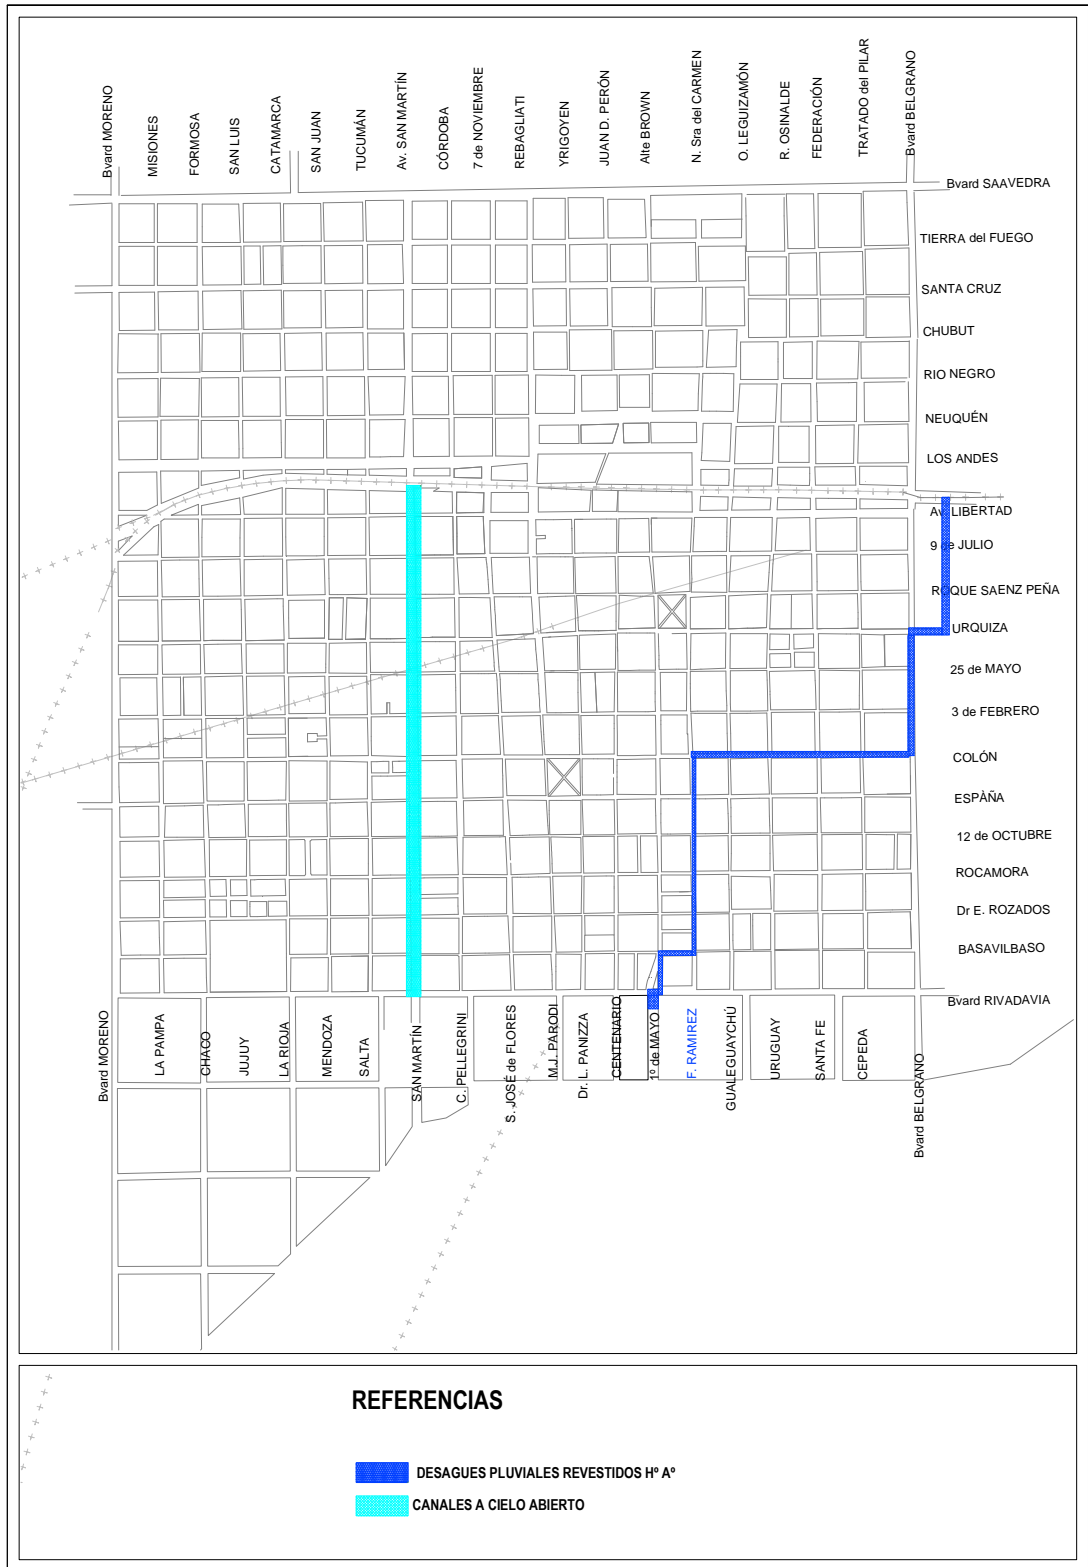 Bvard MORENO
MISIONES
FORMOSA
SAN LUIS
CATAMARCA
SAN JUAN
TUCUMÁN
Av. SAN MARTÍN
CÓRDOBA
7 de NOVIEMBRE
REBAGLIATI
YRIGOYEN
JUAN D. PERÓN
Alte BROWN
N. Sra del CARMEN
O. LEGUIZAMÓN
R. OSINALDE
FEDERACIÓN
TRATADO del PILAR
Bvard BELGRANO
Bvard SAAVEDRA
TIERRA del FUEGO
SANTA CRUZ
CHUBUT
RIO NEGRO
NEUQUÉN
LOS ANDES
Av. LIBERTAD
9 de JULIO
ROQUE SAENZ PEÑA
URQUIZA
25 de MAYO
3 de FEBRERO
COLÓN
ESPÀÑA
12 de OCTUBRE
ROCAMORA
Dr E. ROZADOS
BASAVILBASO
Bvard RIVADAVIA
Bvard MORENO
LA PAMPA
CHACO
JUJUY
LA RIOJA
MENDOZA
SALTA
SAN MARTÍN
C. PELLEGRINI
S. JOSÉ de FLORES
M.J. PARODI
Dr. L. PANIZZA
CENTENARIO
1º de MAYO
F. RAMIREZ
GUALEGUAYCHÚ
URUGUAY
SANTA FE
CEPEDA
Bvard BELGRANO
REFERENCIAS
DESAGUES PLUVIALES REVESTIDOS Hº Aº
CANALES A CIELO ABIERTO